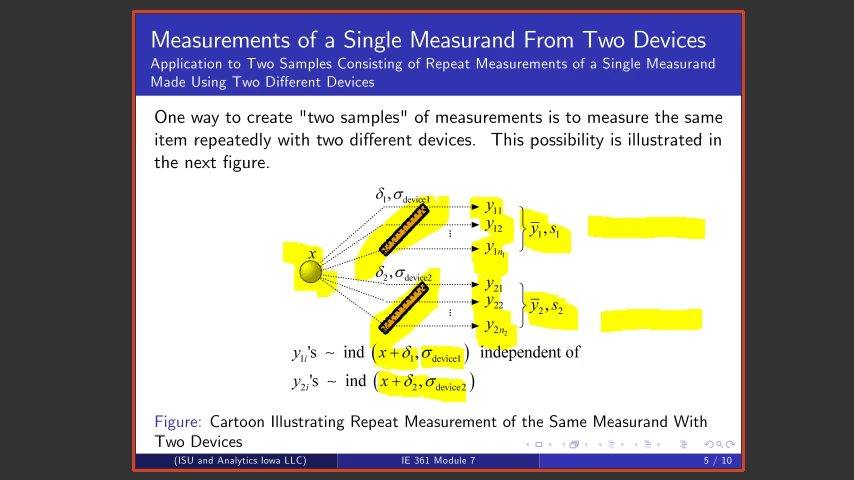 Measurements of a Single Measurand From Two Devices
Application to Two Samples Consisting of Repeat Measurements of a Single Measurand
Made Using Two Different Devices
One way to create "two samples" of measurements is to measure the same
item repeatedly with two different devices. This possibility is illustrated in
the next figure.
δ₁, σ_device1
y₁₁
y₁₂
⋮
y₁ₙ₁
ȳ₁, s₁
x
δ₂, σ_device2
y₂₁
y₂₂
⋮
y₂ₙ₂
ȳ₂, s₂
y₁ᵢ's ~ ind (x + δ₁, σ_device1) independent of
y₂ᵢ's ~ ind (x + δ₂, σ_device2)
Figure: Cartoon Illustrating Repeat Measurement of the Same Measurand With
Two Devices
(ISU and Analytics Iowa LLC) IE 361 Module 7 5 / 10